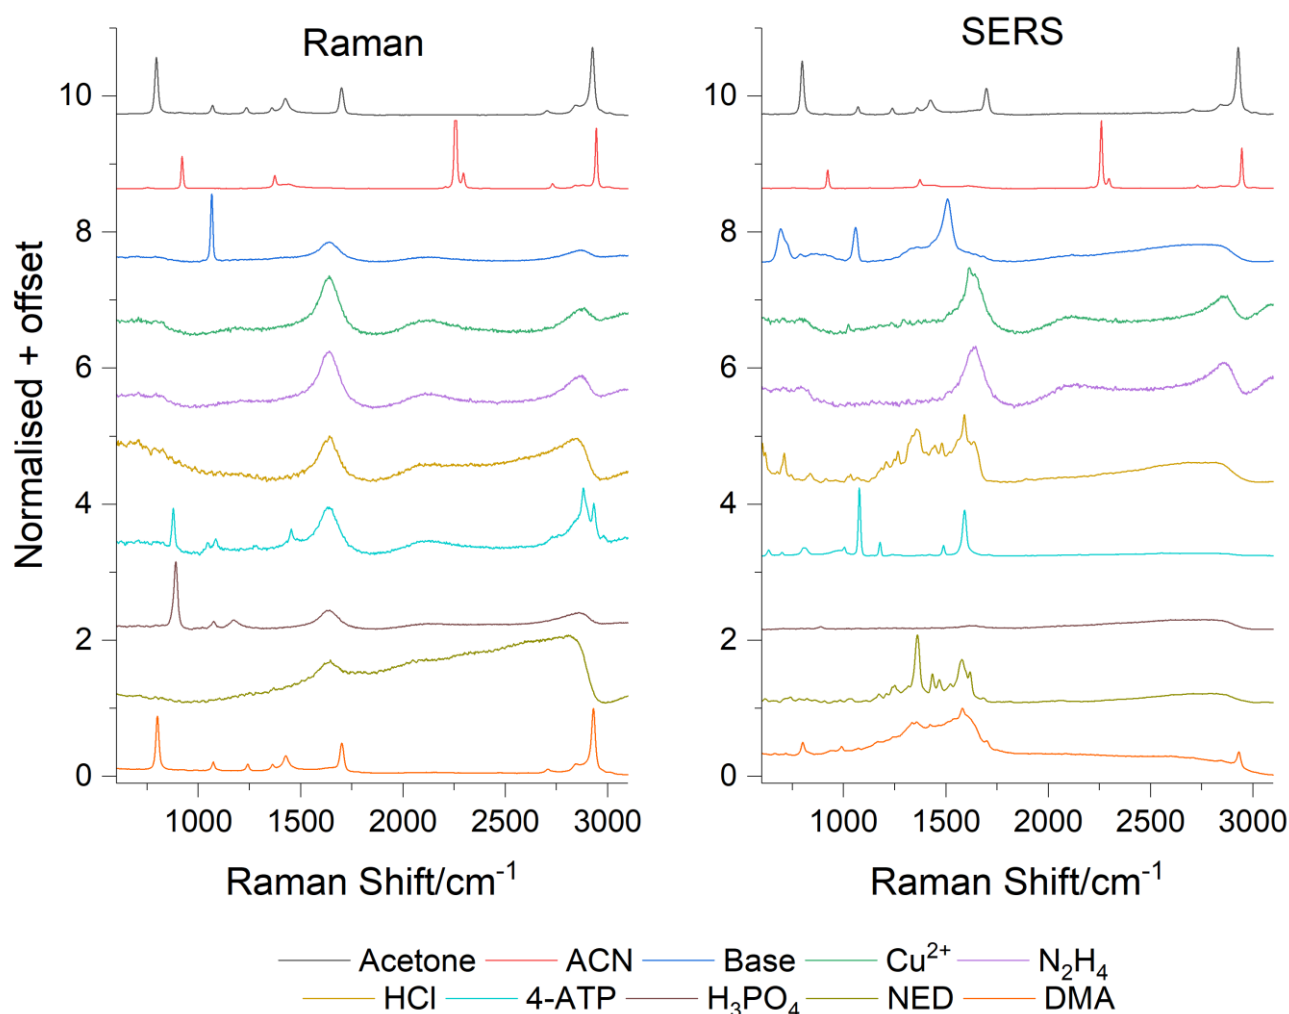 Raman
SERS
Normalised + offset
10
8
6
4
2
0
1000 1500 2000 2500 3000
Raman Shift/cm⁻¹
10
8
6
4
2
0
1000 1500 2000 2500 3000
Raman Shift/cm⁻¹
Acetone ACN Base Cu²⁺ N₂H₄
HCl 4-ATP H₃PO₄ NED DMA